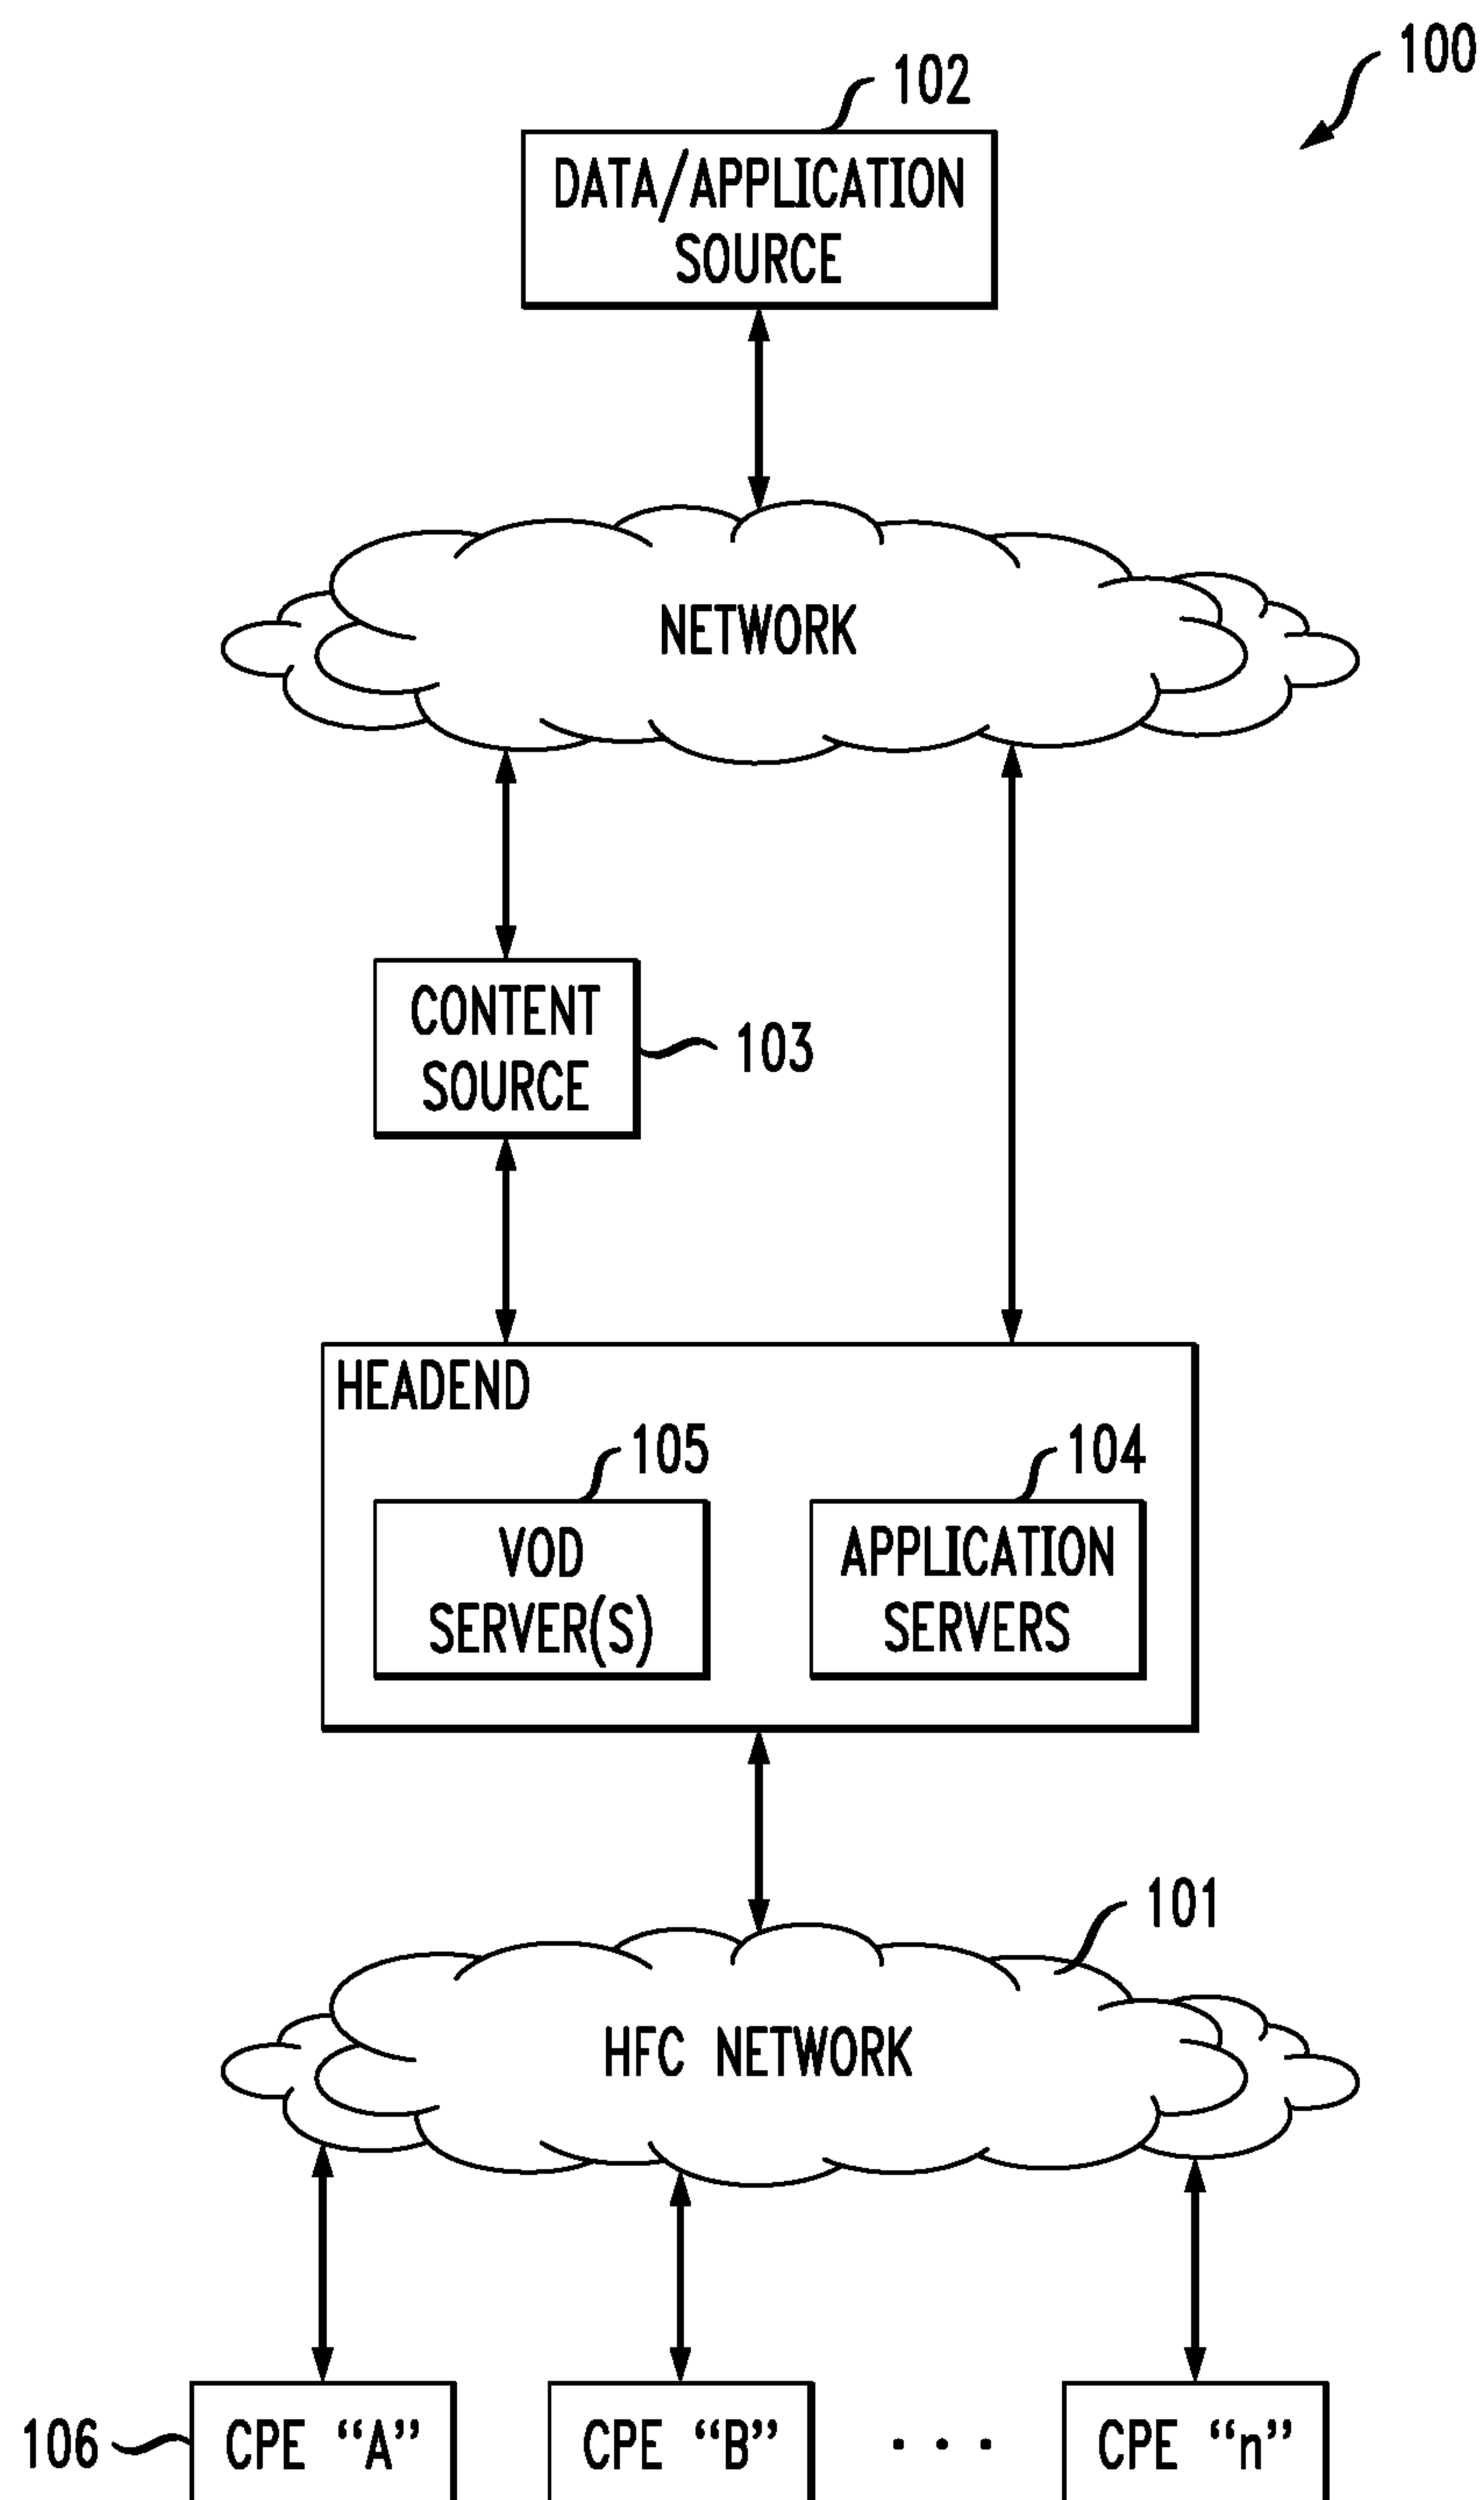 100
102
DATA/APPLICATION
SOURCE
NETWORK
CONTENT
SOURCE
103
HEADEND
105
104
VOD
SERVER(S)
APPLICATION
SERVERS
101
HFC NETWORK
106
CPE “A”
CPE “B”
. . .
CPE “n”